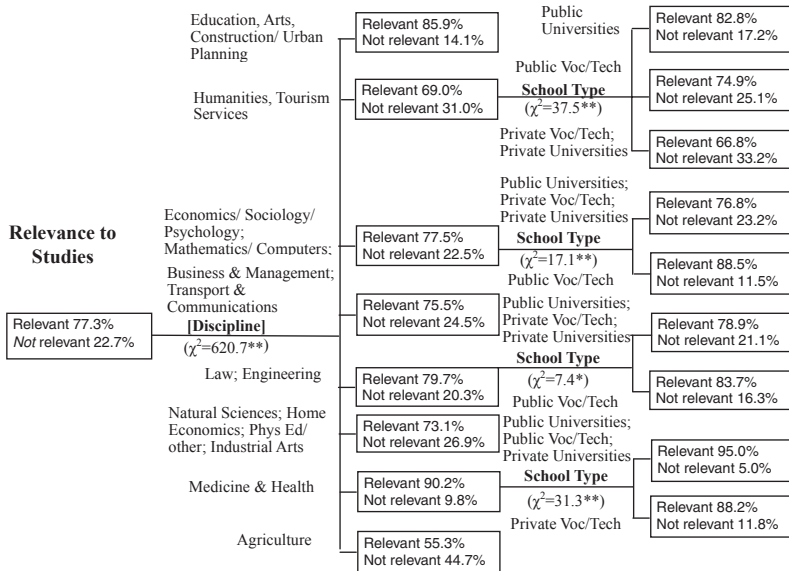 Education, Arts,
Construction/ Urban
Planning
Relevant 85.9%
Not relevant 14.1%
Public
Universities
Relevant 82.8%
Not relevant 17.2%
Humanities, Tourism
Services
Relevant 69.0%
Not relevant 31.0%
Public Voc/Tech
School Type
(χ²=37.5**)
Private Voc/Tech;
Private Universities
Relevant 74.9%
Not relevant 25.1%
Relevant 66.8%
Not relevant 33.2%
Relevance to
Studies
Relevant 77.3%
Not relevant 22.7%
Economics/ Sociology/
Psychology;
Mathematics/ Computers;
Relevant 77.5%
Not relevant 22.5%
Public Universities;
Private Voc/Tech;
Private Universities
School Type
(χ²=17.1**)
Public Voc/Tech
Relevant 76.8%
Not relevant 23.2%
Relevant 88.5%
Not relevant 11.5%
Business & Management;
Transport &
Communications
[Discipline]
(χ²=620.7**)
Relevant 75.5%
Not relevant 24.5%
Law; Engineering
Relevant 79.7%
Not relevant 20.3%
Public Universities;
Private Voc/Tech;
Private Universities
School Type
(χ²=7.4*)
Public Voc/Tech
Relevant 78.9%
Not relevant 21.1%
Relevant 83.7%
Not relevant 16.3%
Natural Sciences; Home
Economics; Phys Ed/
other; Industrial Arts
Relevant 73.1%
Not relevant 26.9%
Medicine & Health
Relevant 90.2%
Not relevant 9.8%
Public Universities;
Public Voc/Tech;
Private Universities
School Type
(χ²=31.3**)
Private Voc/Tech
Relevant 95.0%
Not relevant 5.0%
Relevant 88.2%
Not relevant 11.8%
Agriculture
Relevant 55.3%
Not relevant 44.7%